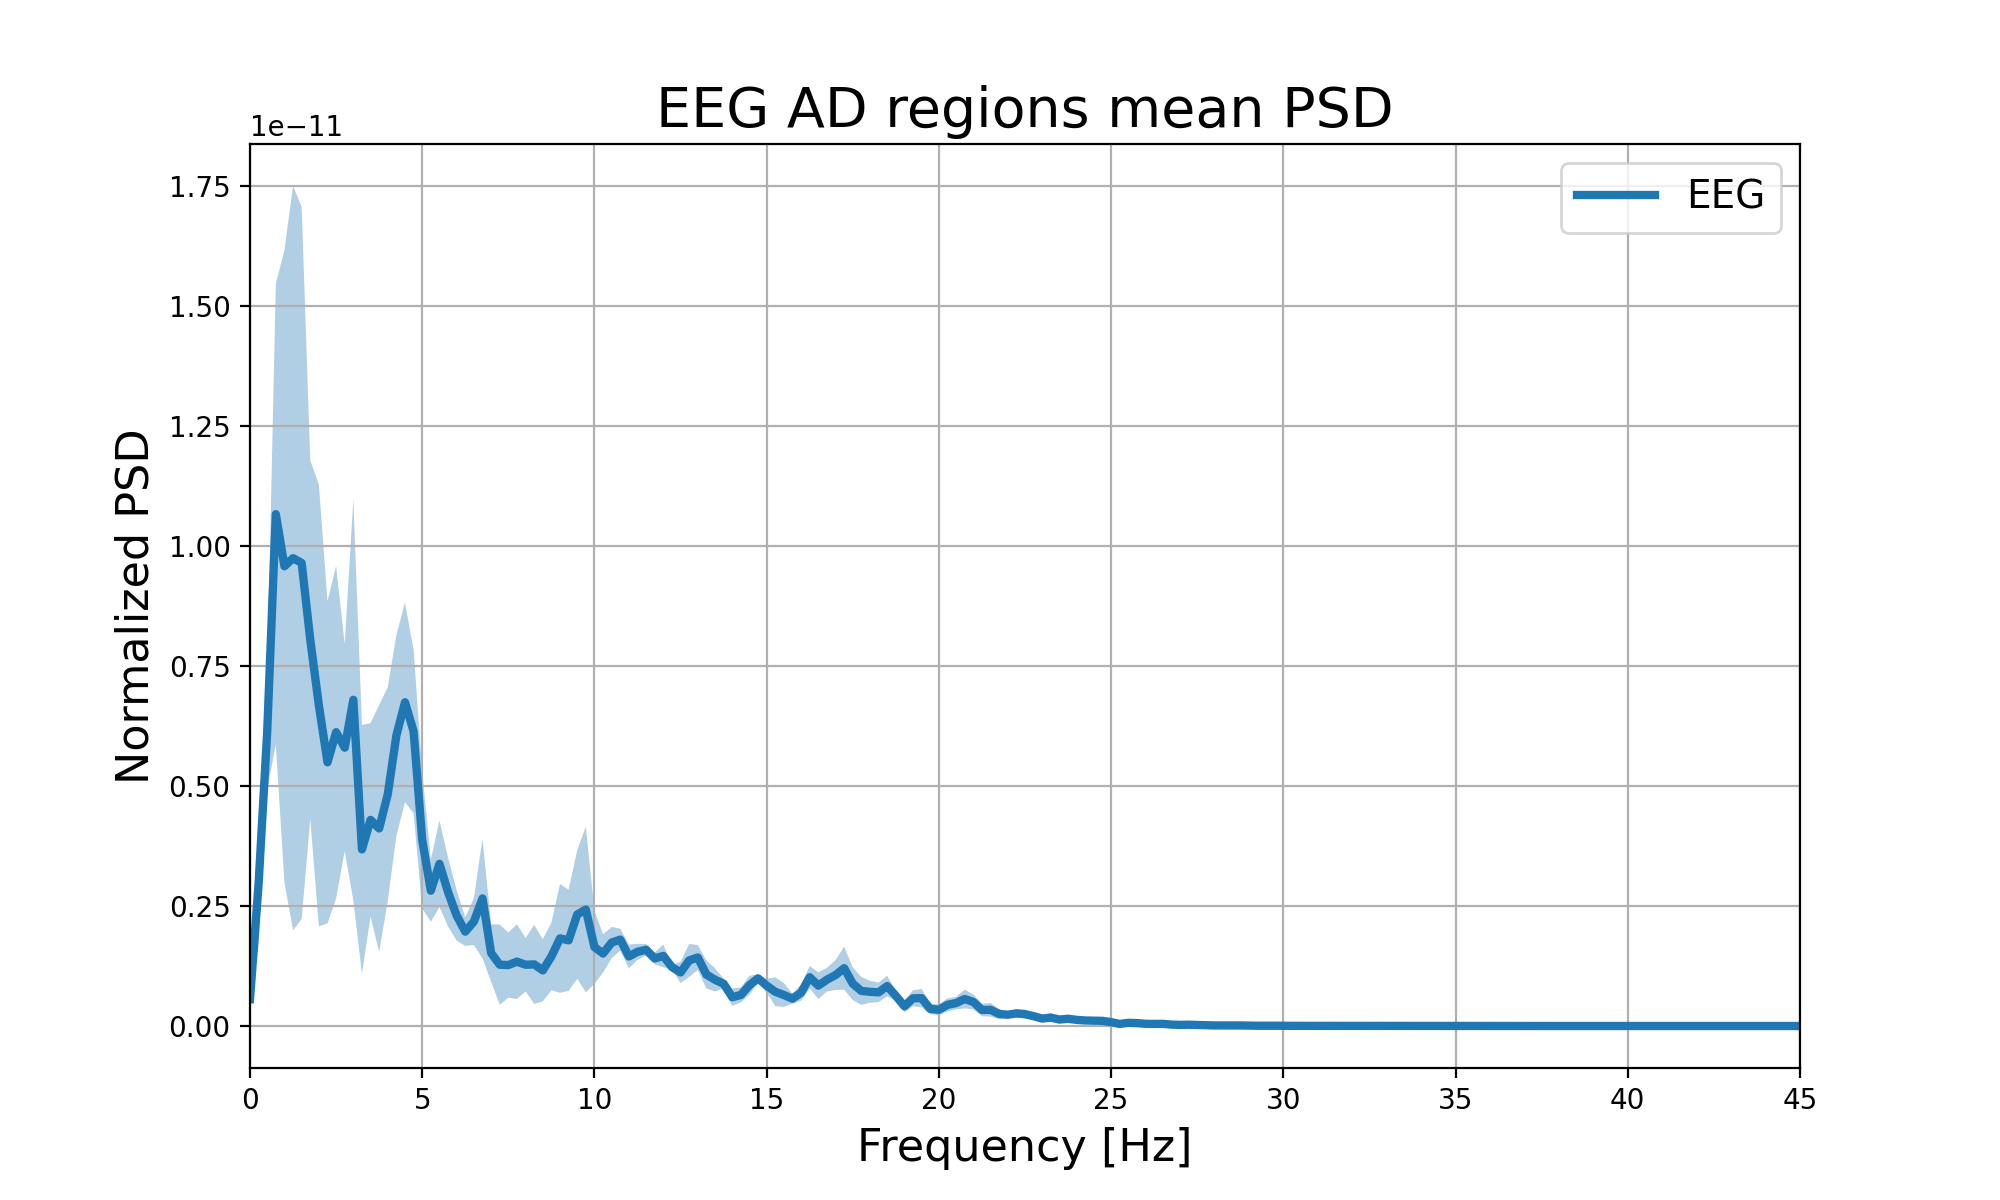 EEG AD regions mean PSD
1e−11
EEG
1.75
1.50
1.25
1.00
0.75
0.50
0.25
0.00
Normalized PSD
0 5 10 15 20 25 30 35 40 45
Frequency [Hz]